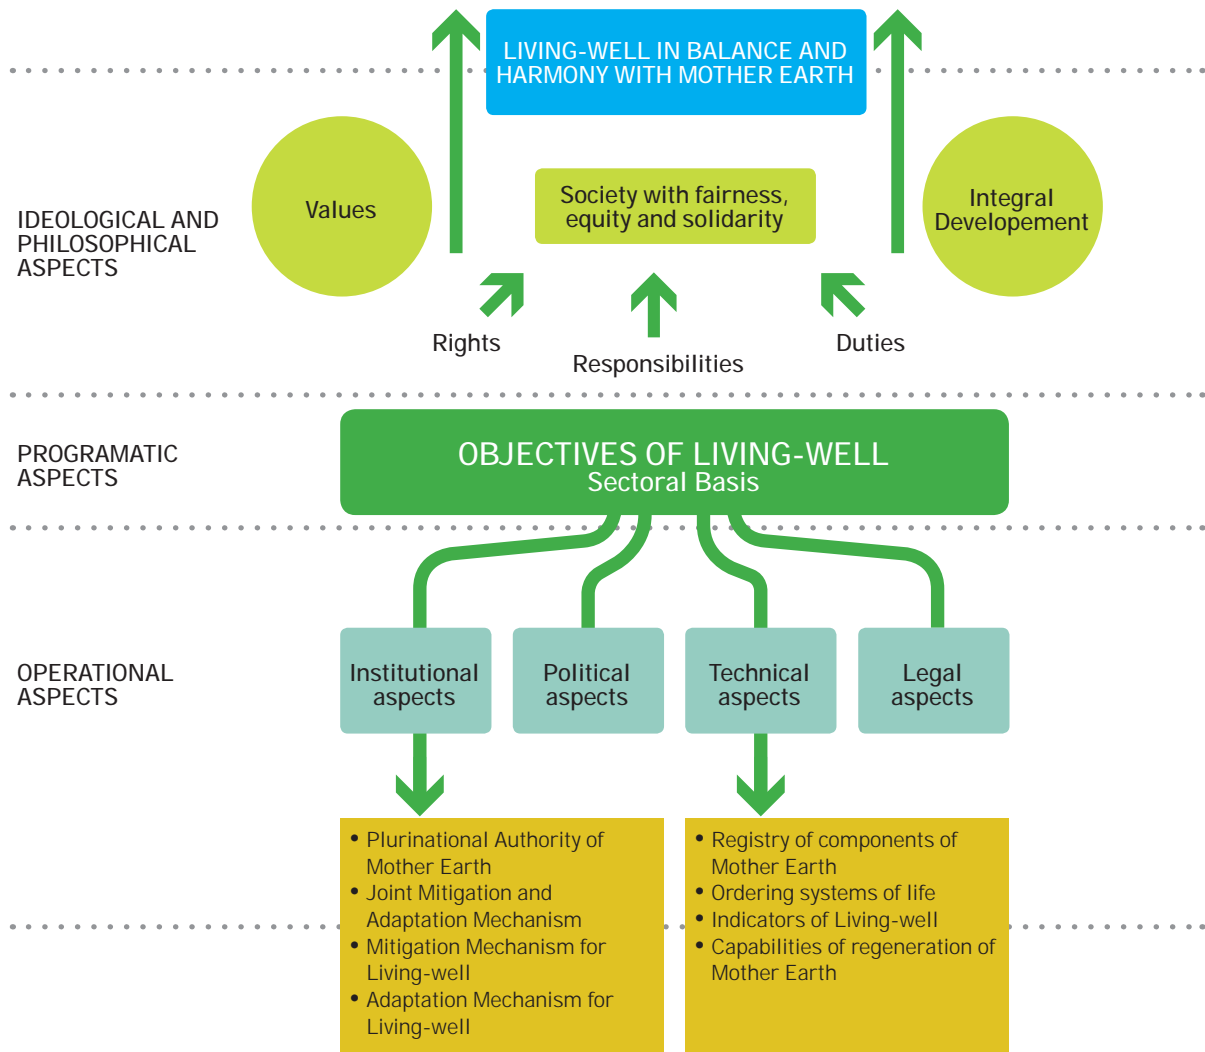 LIVING-WELL IN BALANCE AND
HARMONY WITH MOTHER EARTH
IDEOLOGICAL AND
PHILOSOPHICAL
ASPECTS
Values
Society with fairness,
equity and solidarity
Integral
Developement
Rights
Responsibilities
Duties
PROGRAMATIC
ASPECTS
OBJECTIVES OF LIVING-WELL
Sectoral Basis
OPERATIONAL
ASPECTS
Institutional
aspects
Political
aspects
Technical
aspects
Legal
aspects
• Plurinational Authority of
Mother Earth
• Joint Mitigation and
Adaptation Mechanism
• Mitigation Mechanism for
Living-well
• Adaptation Mechanism for
Living-well
• Registry of components of
Mother Earth
• Ordering systems of life
• Indicators of Living-well
• Capabilities of regeneration of
Mother Earth